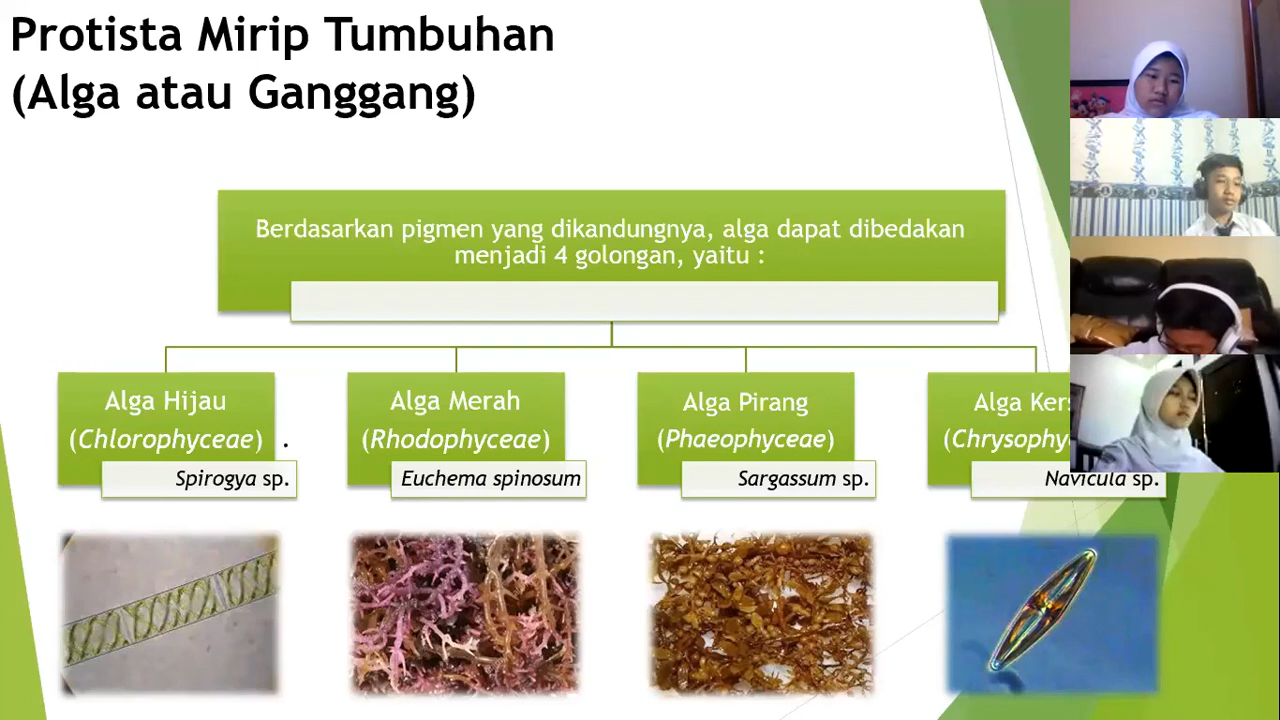 Protista Mirip Tumbuhan
(Alga atau Ganggang)
Berdasarkan pigmen yang dikandungnya, alga dapat dibedakan
menjadi 4 golongan, yaitu :
Alga Hijau
(Chlorophyceae) .
Spirogya sp.
Alga Merah
(Rhodophyceae)
Euchema spinosum
Alga Pirang
(Phaeophyceae)
Sargassum sp.
Alga
Navicula sp.